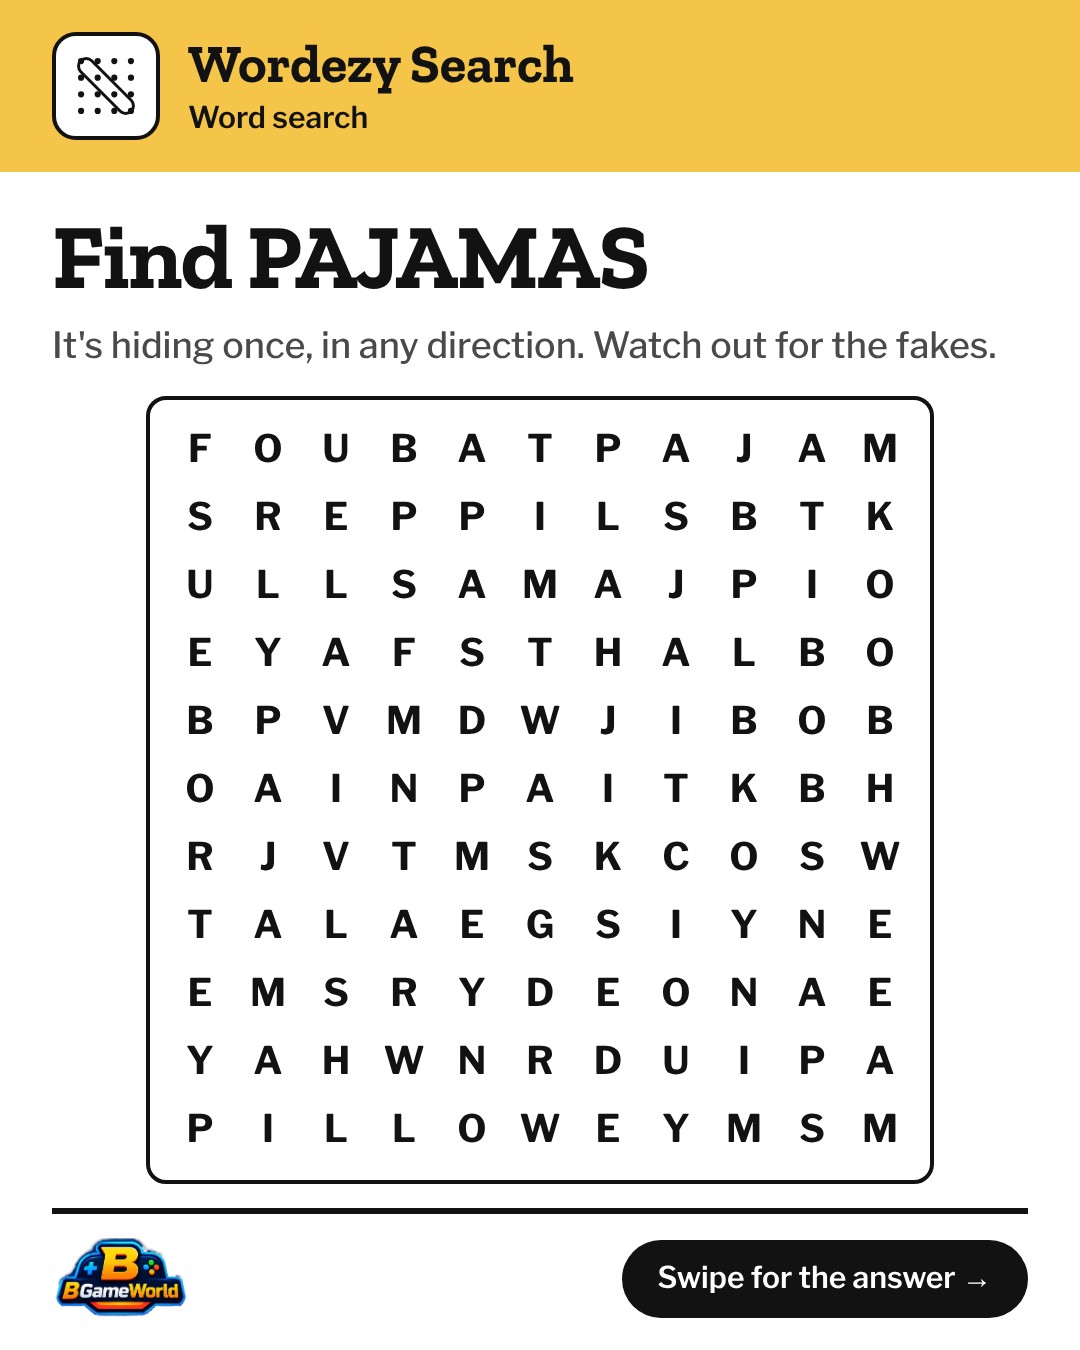 Wordezy Search
Word search
Find PAJAMAS
It's hiding once, in any direction. Watch out for the fakes.
F O U B A T P A J A M
S R E P P I L S B T K
U L L S A M A J P I O
E Y A F S T H A L B O
B P V M D W J I B O B
O A I N P A I T K B H
R J V T M S K C O S W
T A L A E G S I Y N E
E M S R Y D E O N A E
Y A H W N R D U I P A
P I L L O W E Y M S M
B
BGameWorld
Swipe for the answer →